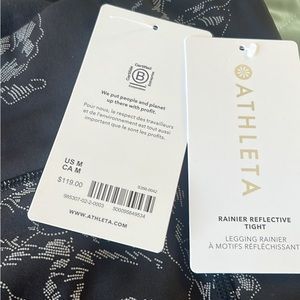 Certified
B
Corporation
We put people and planet
up there with profit.
Pour nous, le respect des travailleurs
et de l'environnement est tout aussi
important que le sont les profits.
US M
CA M
$119.00
WWW.ATHLETA.COM
ATHLETA
RAINIER REFLECTIVE
TIGHT
LEGGING RAINIER
À MOTIFS RÉFLÉCHISSANT